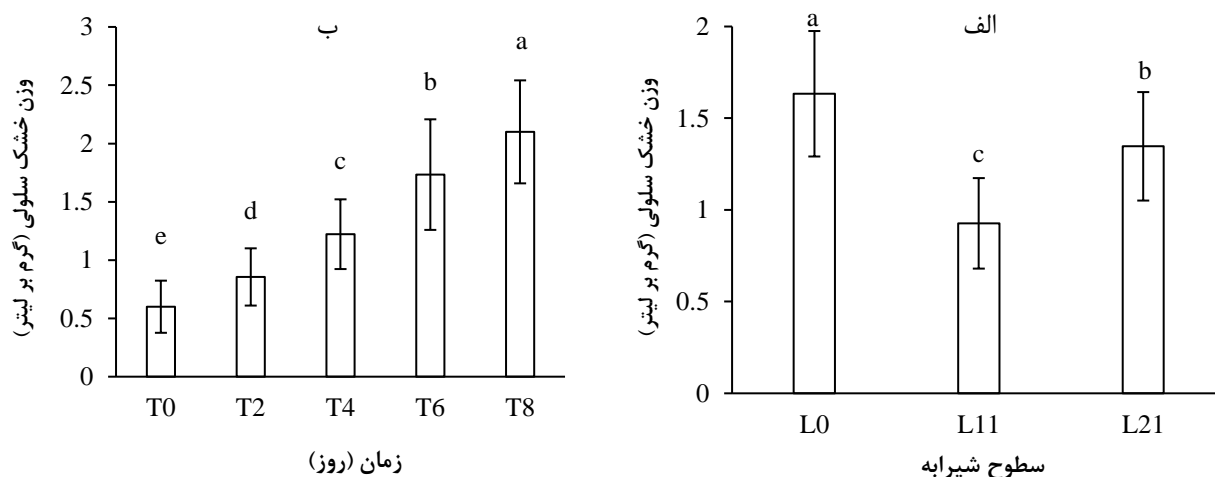 ب
3
2.5
2
1.5
1
0.5
0
وزن خشک سلولی (گرم بر لیتر)
e
d
c
b
a
T0 T2 T4 T6 T8
زمان (روز)
الف
2
1.5
1
0.5
0
وزن خشک سلولی (گرم بر لیتر)
a
c
b
L0 L11 L21
سطوح شیرابه